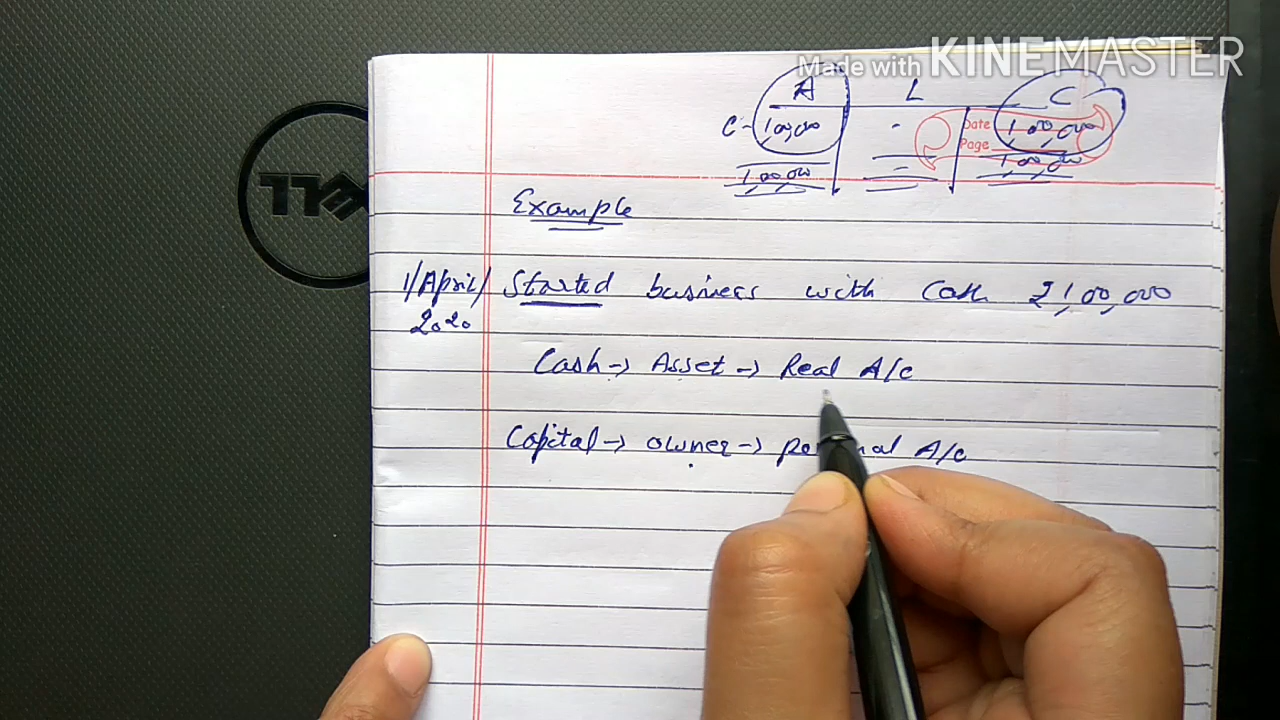 Made with KINEMASTER
A L C
C - 1,00,000 - Date 1,00,000
Page
1,00,000 - 1,00,000
DELL
Example
1/April/ Started business with Cash ₹1,00,000
2020
Cash → Asset → Real A/c
Capital → owner → A/c